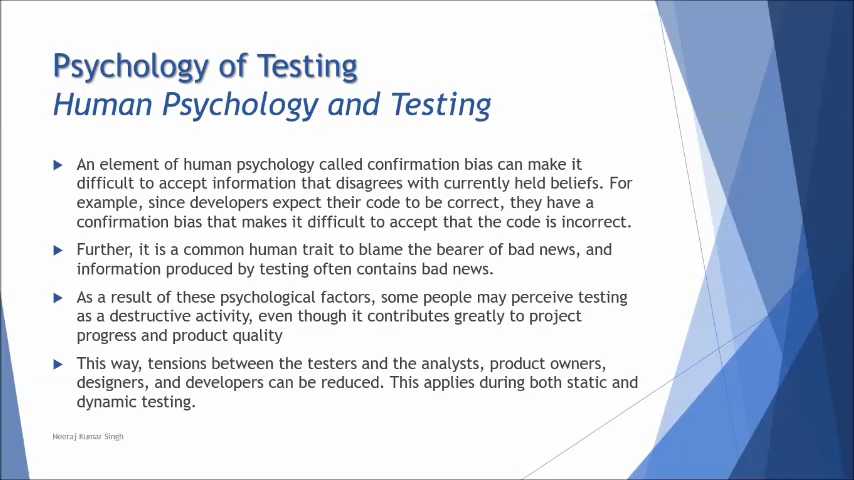 Psychology of Testing
Human Psychology and Testing
An element of human psychology called confirmation bias can make it
difficult to accept information that disagrees with currently held beliefs. For
example, since developers expect their code to be correct, they have a
confirmation bias that makes it difficult to accept that the code is incorrect.
Further, it is a common human trait to blame the bearer of bad news, and
information produced by testing often contains bad news.
As a result of these psychological factors, some people may perceive testing
as a destructive activity, even though it contributes greatly to project
progress and product quality
This way, tensions between the testers and the analysts, product owners,
designers, and developers can be reduced. This applies during both static and
dynamic testing.
Neeraj Kumar Singh